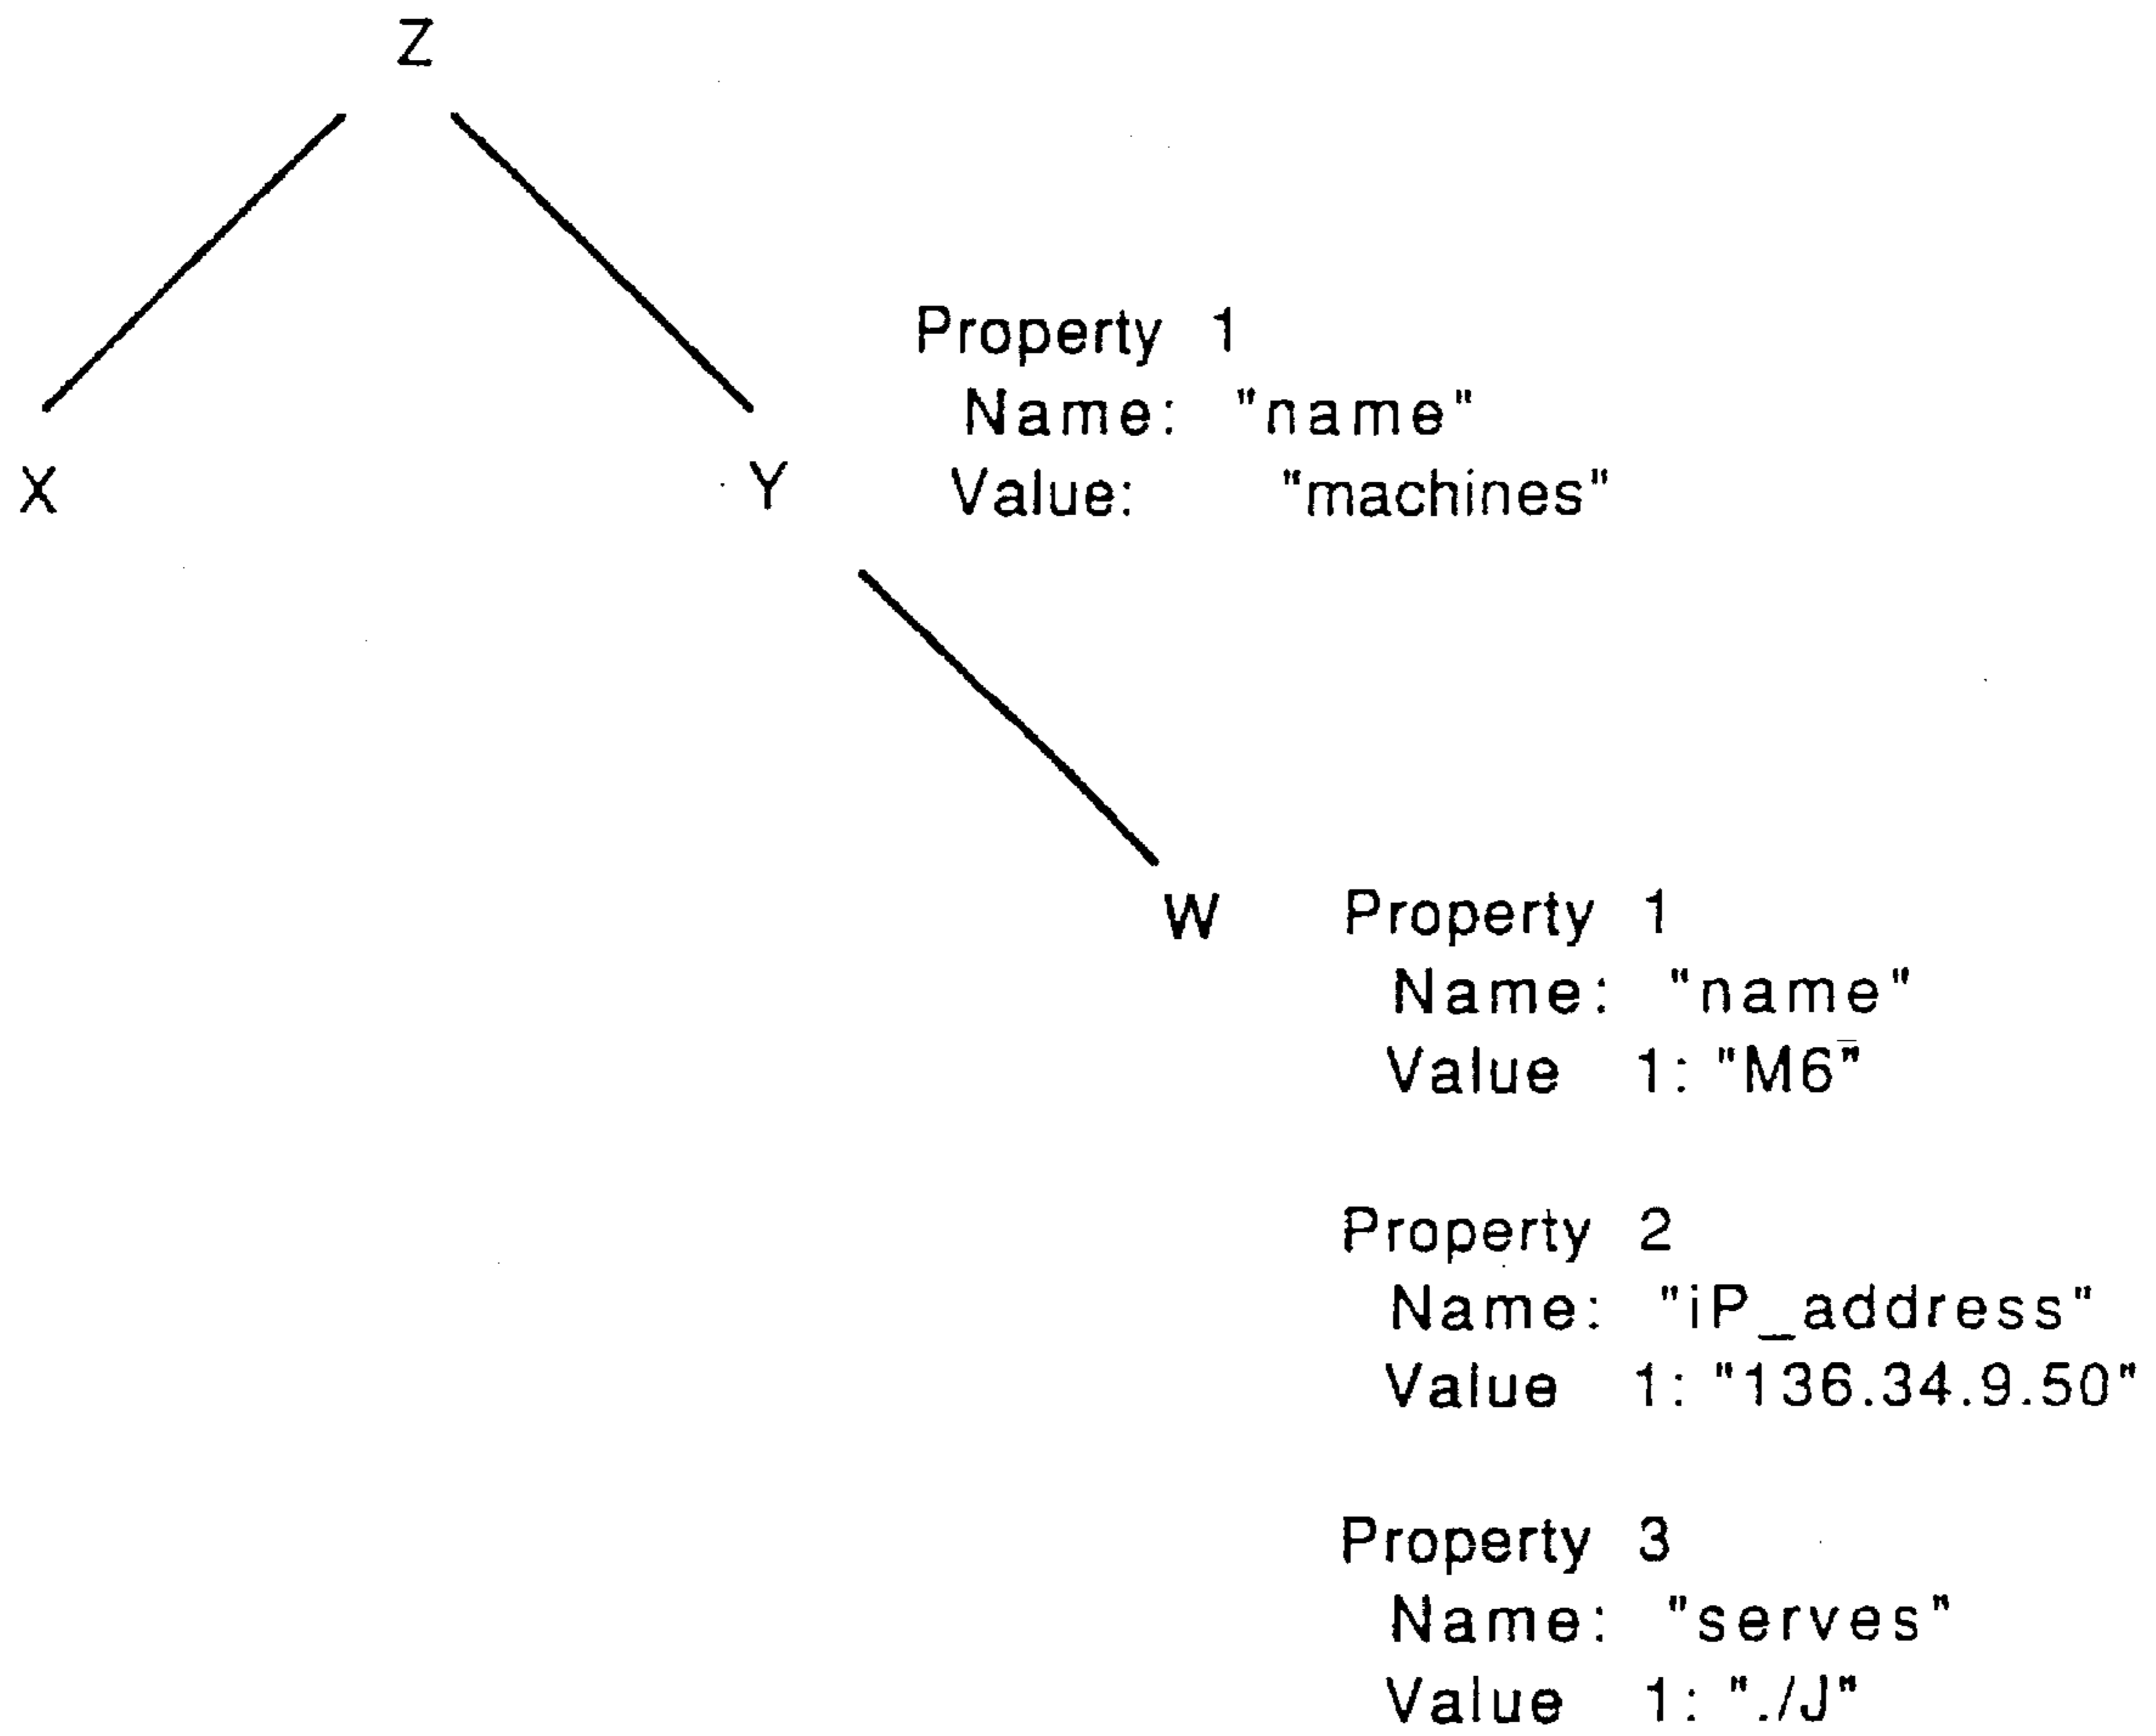 Z
X
Y
Property 1
Name: "name"
Value: "machines"
W
Property 1
Name: "name"
Value 1: "M6"
Property 2
Name: "iP_address"
Value 1: "136.34.9.50"
Property 3
Name: "serves"
Value 1: "./J"